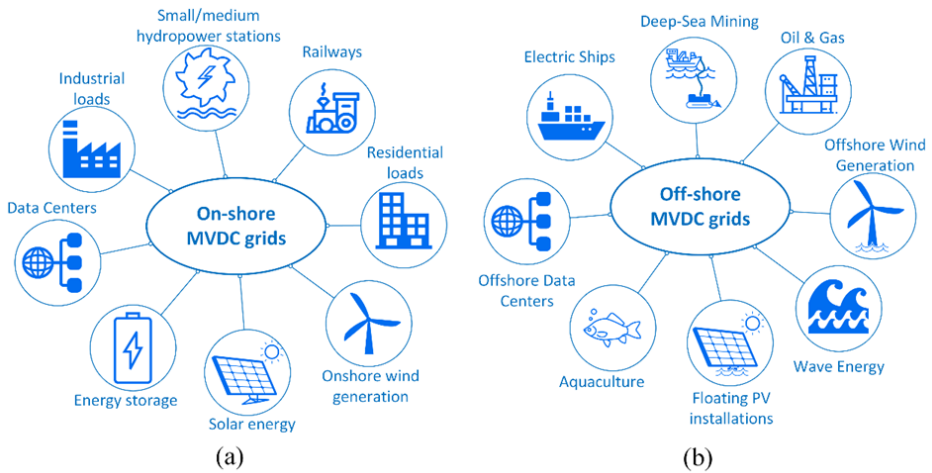 Small/medium
hydropower stations
Railways
Industrial
loads
Residential
loads
Data Centers
On-shore
MVDC grids
Energy storage
Solar energy
Onshore wind
generation
(a)
Deep-Sea Mining
Oil & Gas
Electric Ships
Offshore Wind
Generation
Off-shore
MVDC grids
Offshore Data
Centers
Aquaculture
Floating PV
installations
Wave Energy
(b)